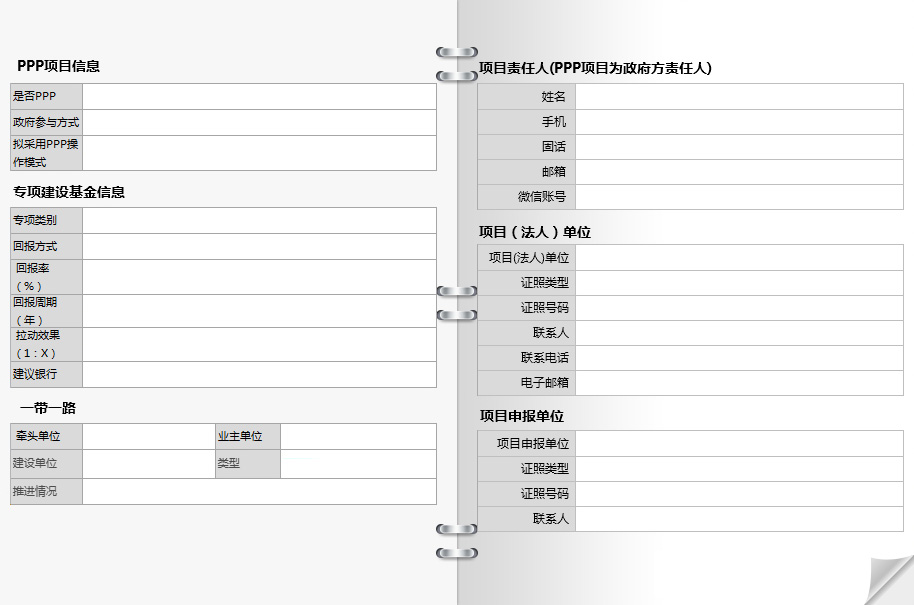 PPP项目信息
是否PPP
政府参与方式
拟采用PPP操
作模式
专项建设基金信息
专项类别
回报方式
回报率
（%）
回报周期
（年）
拉动效果
（1：X）
建议银行
一带一路
牵头单位 业主单位
建设单位 类型
推进情况
项目责任人(PPP项目为政府方责任人)
姓名
手机
固话
邮箱
微信账号
项目（法人）单位
项目(法人)单位
证照类型
证照号码
联系人
联系电话
电子邮箱
项目申报单位
项目申报单位
证照类型
证照号码
联系人